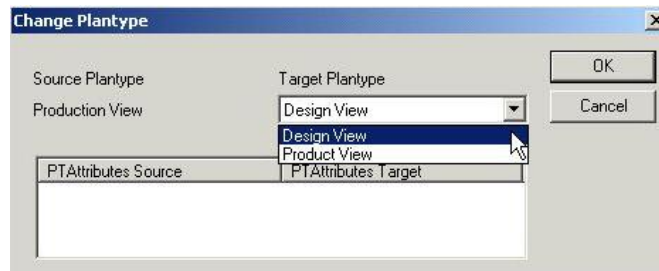 Change Plantype
OK
Source Plantype Target Plantype
Production View Design View Cancel
Design View
Product View
PTAttributes Source PTAttributes Target